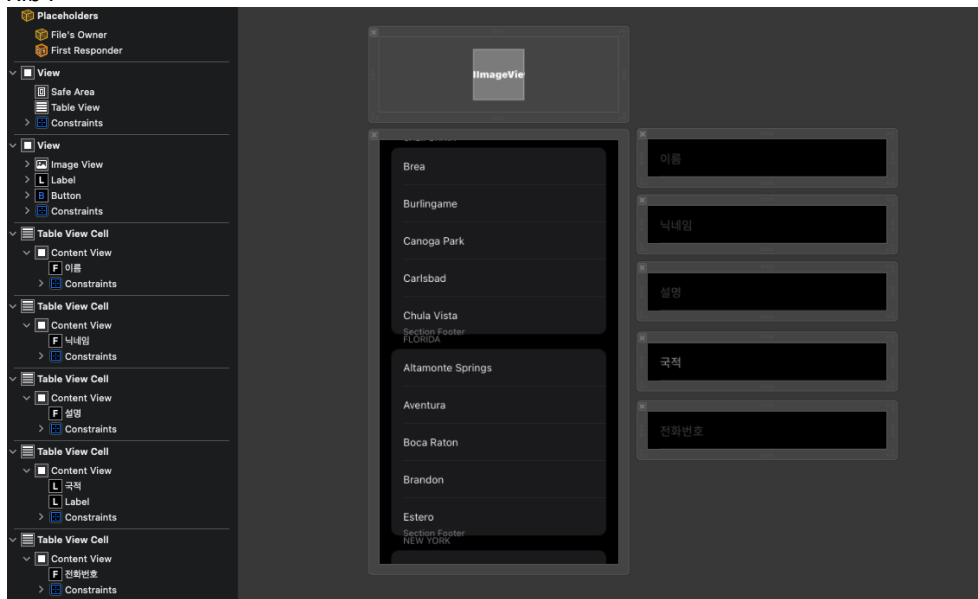 Placeholders
File's Owner
First Responder
View
Safe Area
Table View
Constraints
View
Image View
L Label
B Button
Constraints
Table View Cell
Content View
F 이름
Constraints
Table View Cell
Content View
F 닉네임
Constraints
Table View Cell
Content View
F 설명
Constraints
Table View Cell
Content View
L 국적
L Label
Constraints
Table View Cell
Content View
F 전화번호
Constraints
Brea
Burlingame
Canoga Park
Carlsbad
Chula Vista
Section Footer
FLORIDA
Altamonte Springs
Aventura
Boca Raton
Brandon
Estero
Section Footer
NEW YORK
이름
닉네임
설명
국적
전화번호